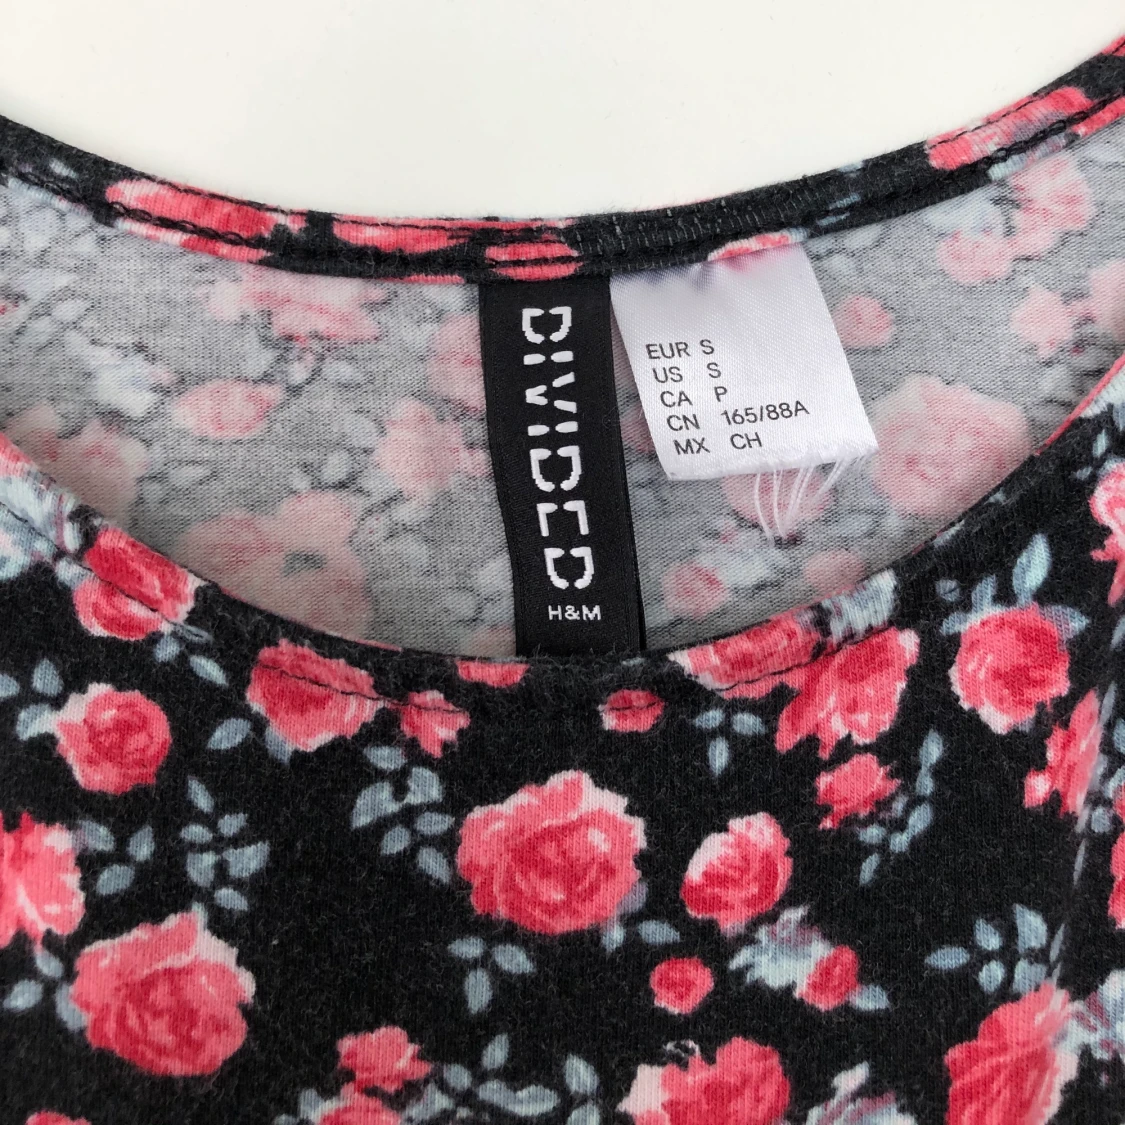 DIVIDED
H&M
EUR S
US S
CA P
CN 165/88A
MX CH